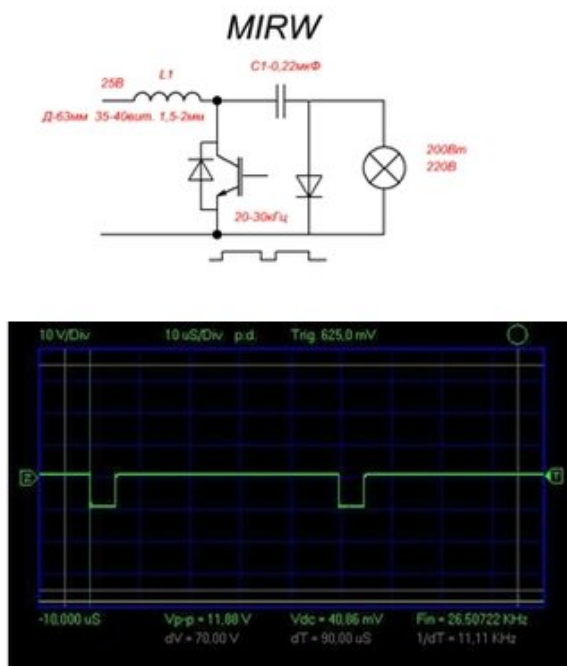 MIRW
25В L1 С1-0,22мкФ
Д-63мм 35-40вит. 1,5-2мм
200Вт
220В
20-30кГц
10 V/Div 10 uS/Div p.d. Trig 625,0 mV
Z T
-10,000 uS Vp-p = 11,88 V Vdc = 40,86 mV Fin = 26.50722 KHz
dV = 70,00 V dT = 90,00 uS 1/dT = 11,11 KHz